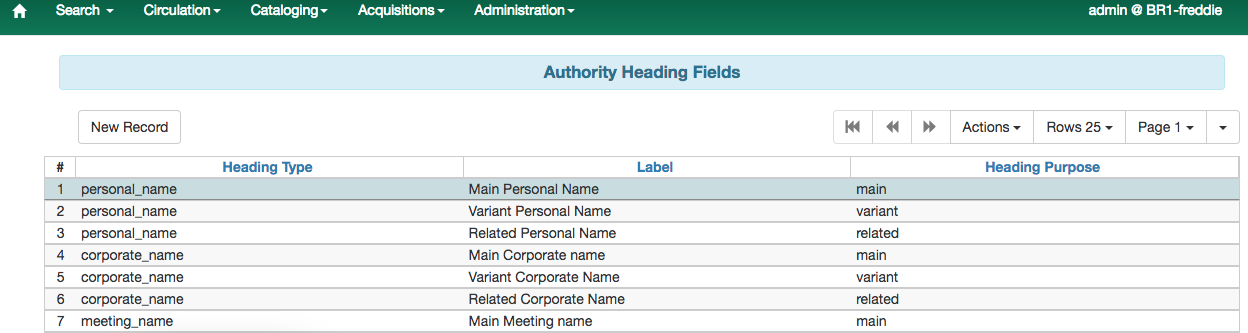 Search Circulation Cataloging Acquisitions Administration admin @ BR1-freddie
Authority Heading Fields
New Record Actions Rows 25 Page 1
# Heading Type Label Heading Purpose
1 personal_name Main Personal Name main
2 personal_name Variant Personal Name variant
3 personal_name Related Personal Name related
4 corporate_name Main Corporate name main
5 corporate_name Variant Corporate Name variant
6 corporate_name Related Corporate Name related
7 meeting_name Main Meeting name main